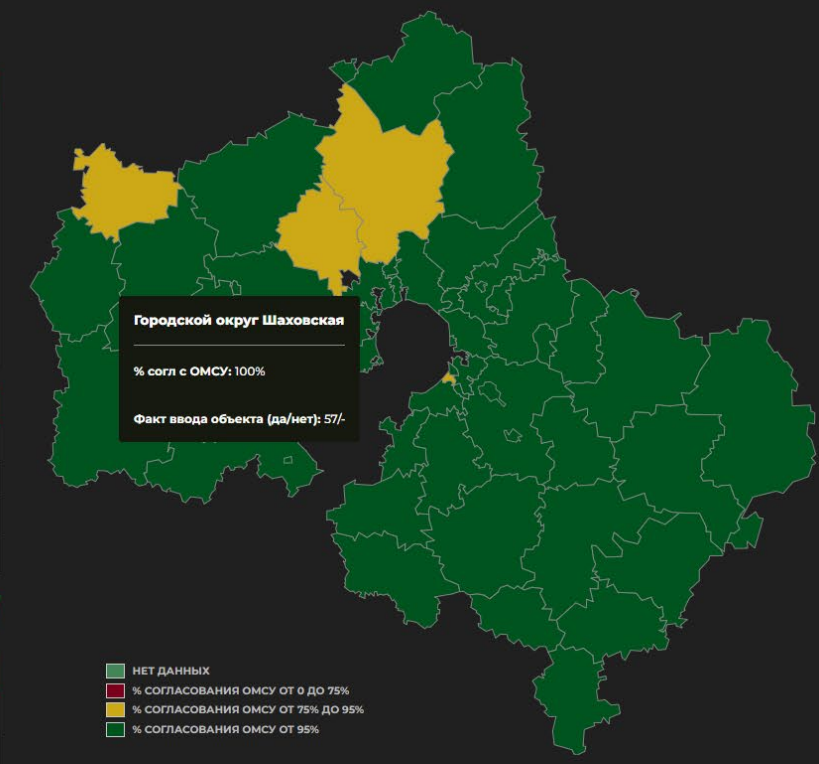 Городской округ Шаховская
% согл с ОМСУ: 100%
Факт ввода объекта (да/нет): 57/-
НЕТ ДАННЫХ
% СОГЛАСОВАНИЯ ОМСУ ОТ 0 ДО 75%
% СОГЛАСОВАНИЯ ОМСУ ОТ 75% ДО 95%
% СОГЛАСОВАНИЯ ОМСУ ОТ 95%